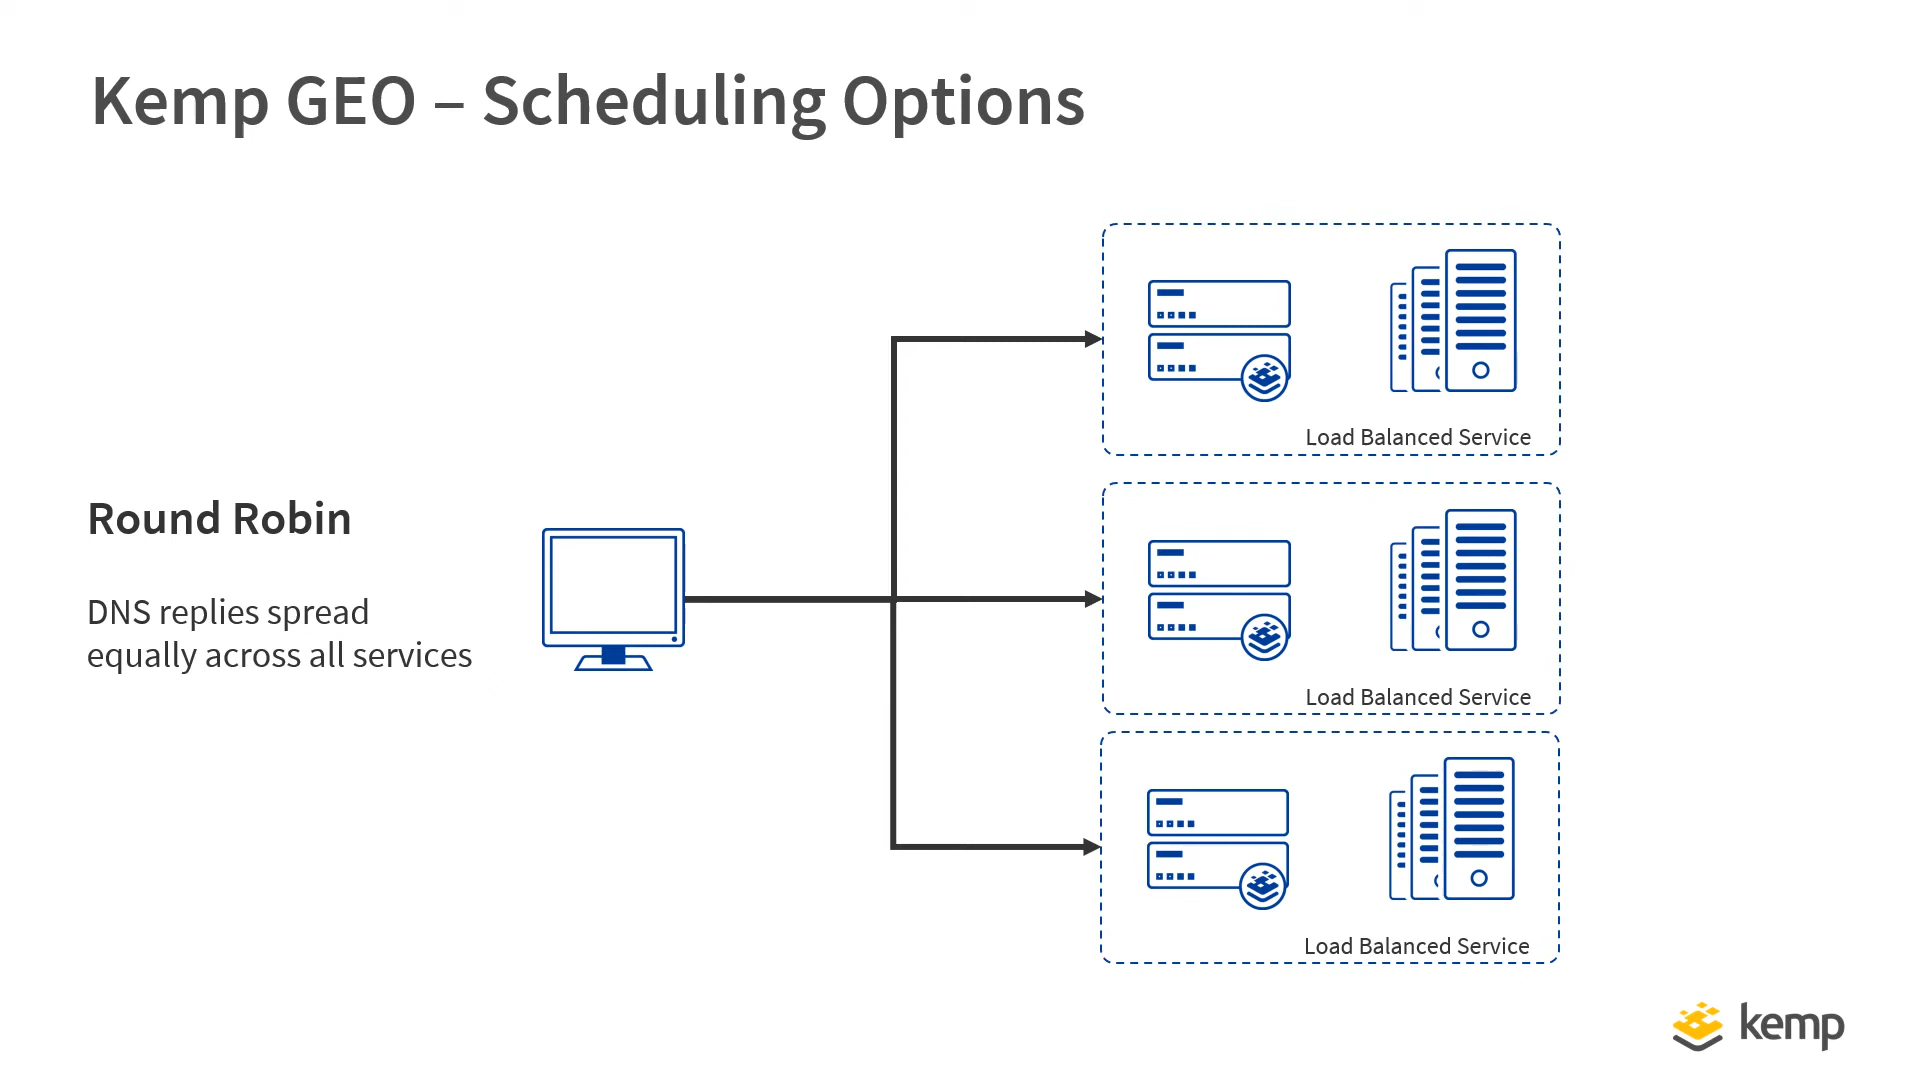 Kemp GEO – Scheduling Options
Load Balanced Service
Round Robin
DNS replies spread
equally across all services
Load Balanced Service
Load Balanced Service
kemp